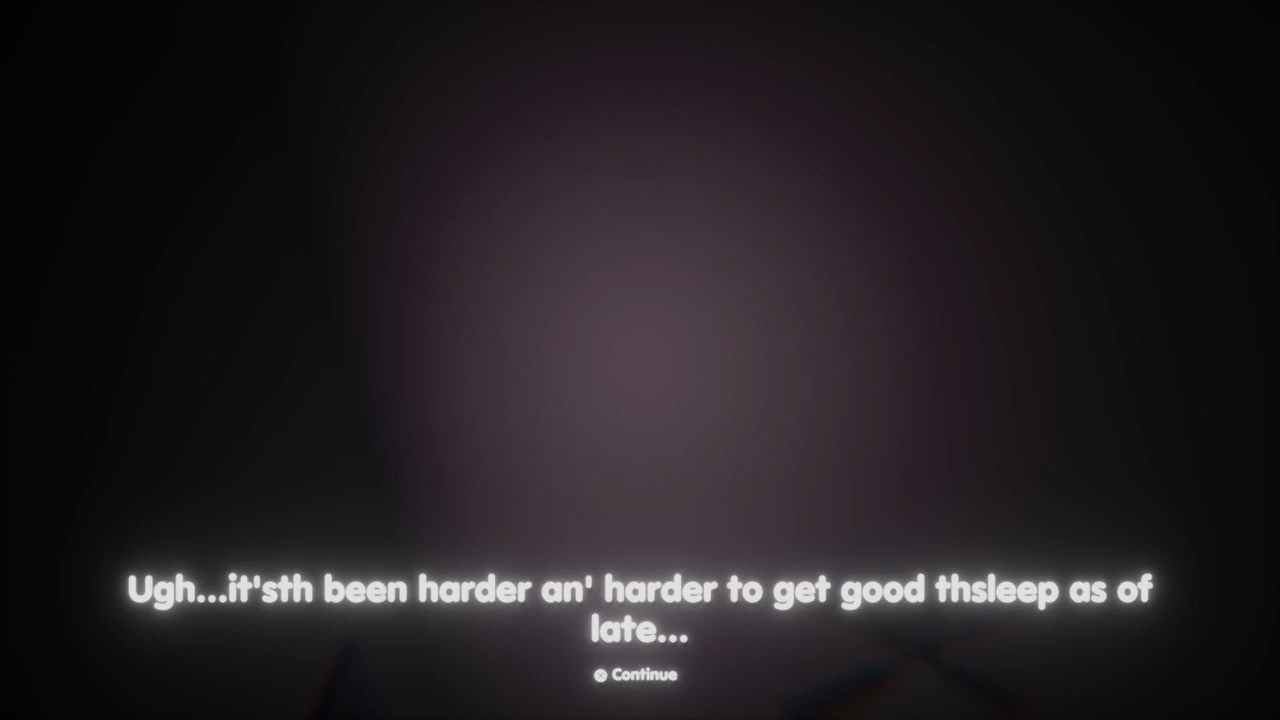 Ugh...it'sth been harder an' harder to get good thsleep as of
late...
Continue